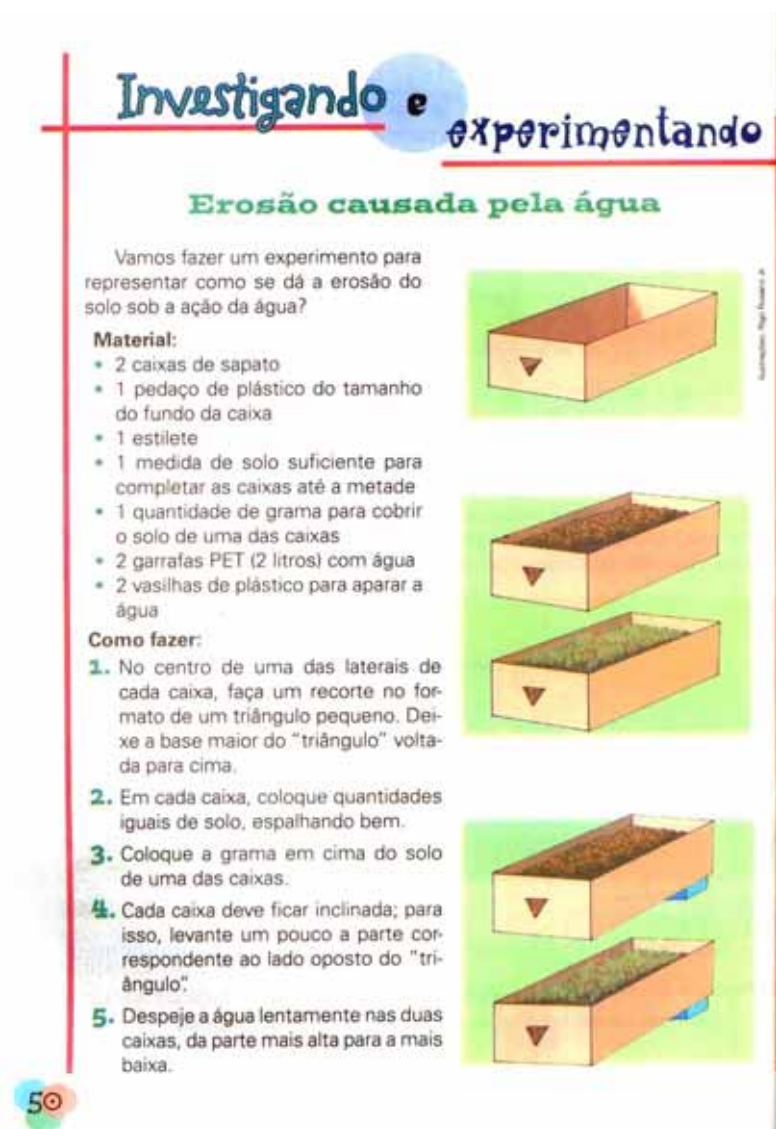 Investigando e
experimentando
Erosão causada pela água
Vamos fazer um experimento para
representar como se dá a erosão do
solo sob a ação da água?
Material:
• 2 caixas de sapato
• 1 pedaço de plástico do tamanho
do fundo da caixa
• 1 estilete
• 1 medida de solo suficiente para
completar as caixas até a metade
• 1 quantidade de grama para cobrir
o solo de uma das caixas
• 2 garrafas PET (2 litros) com água
• 2 vasilhas de plástico para aparar a
água
Como fazer:
1. No centro de uma das laterais de
cada caixa, faça um recorte no for-
mato de um triângulo pequeno. Dei-
xe a base maior do "triângulo" volta-
da para cima.
2. Em cada caixa, coloque quantidades
iguais de solo, espalhando bem.
3. Coloque a grama em cima do solo
de uma das caixas.
4. Cada caixa deve ficar inclinada; para
isso, levante um pouco a parte cor-
respondente ao lado oposto do "tri-
ângulo".
5. Despeje a água lentamente nas duas
caixas, da parte mais alta para a mais
baixa.
50
Ilustrações: